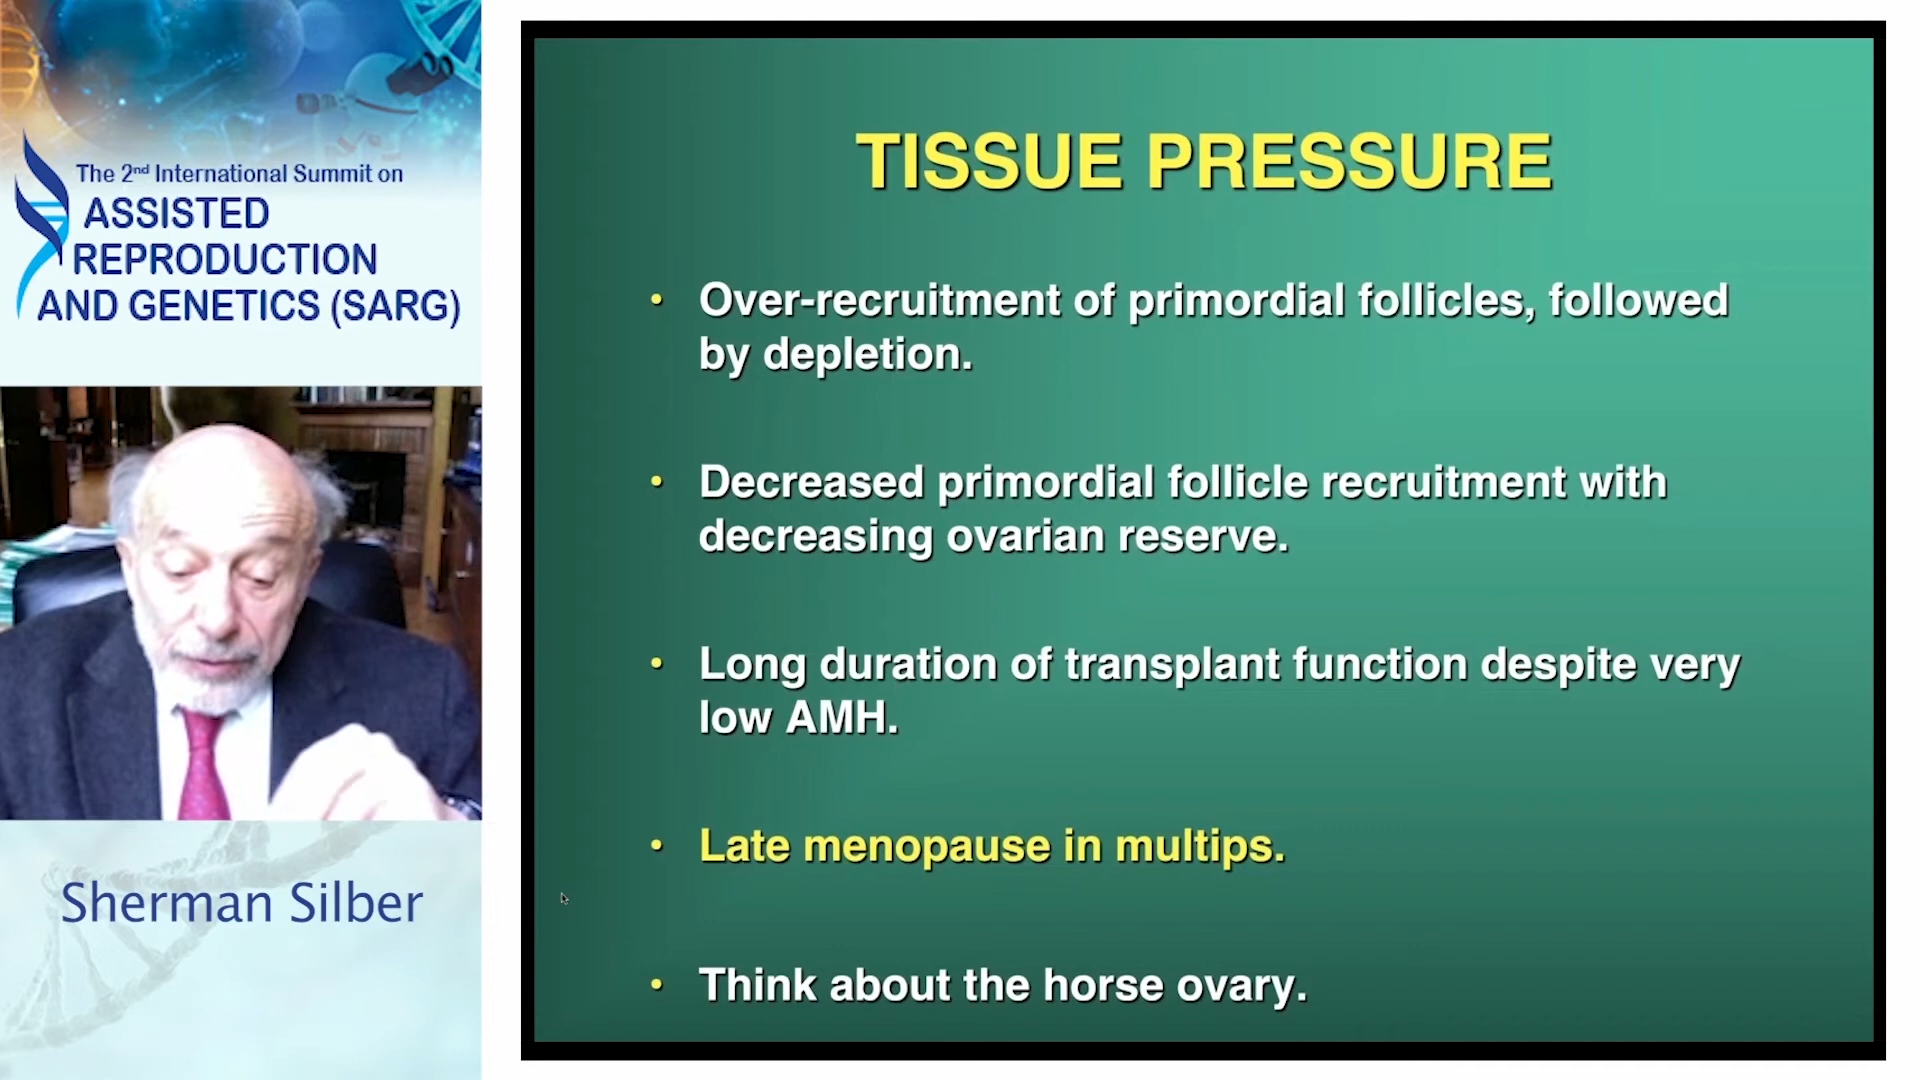 The 2nd International Summit on
ASSISTED
REPRODUCTION
AND GENETICS (SARG)
Sherman Silber
TISSUE PRESSURE
• Over-recruitment of primordial follicles, followed
by depletion.
• Decreased primordial follicle recruitment with
decreasing ovarian reserve.
• Long duration of transplant function despite very
low AMH.
• Late menopause in multips.
• Think about the horse ovary.